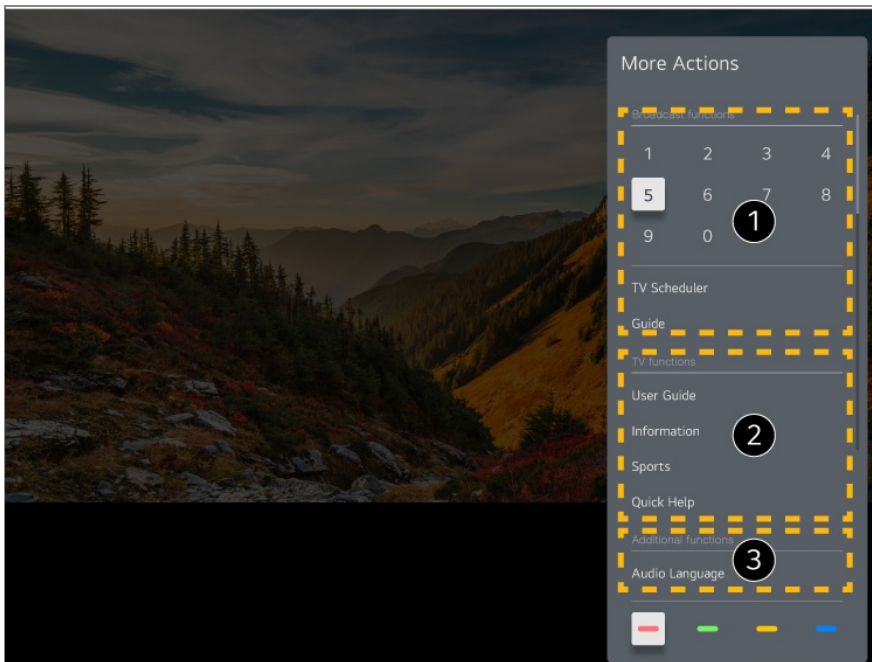 More Actions
Broadcast functions
1 2 3 4
5 6 7 8
1
9 0
TV Scheduler
Guide
TV functions
User Guide
Information
2
Sports
Quick Help
Additional functions
3
Audio Language